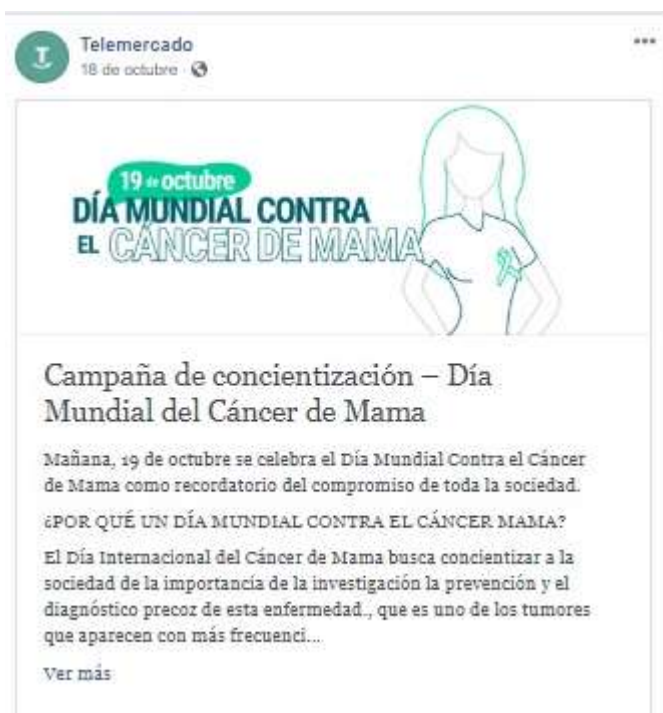 Telemercado
18 de octubre
19 de octubre
DÍA MUNDIAL CONTRA
EL CÁNCER DE MAMA
Campaña de concientización – Día
Mundial del Cáncer de Mama
Mañana, 19 de octubre se celebra el Día Mundial Contra el Cáncer
de Mama como recordatorio del compromiso de toda la sociedad.
¿POR QUÉ UN DÍA MUNDIAL CONTRA EL CÁNCER MAMA?
El Día Internacional del Cáncer de Mama busca concientizar a la
sociedad de la importancia de la investigación la prevención y el
diagnóstico precoz de esta enfermedad., que es uno de los tumores
que aparecen con más frecuenci...
Ver más